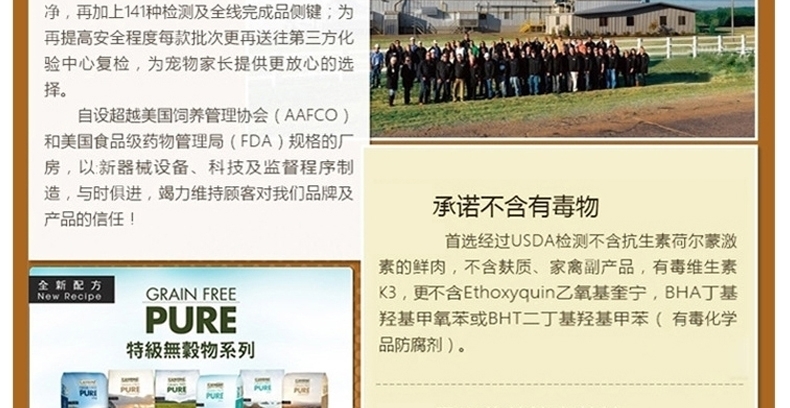 净，再加上141种检测及全线完成品侧键；为
再提高安全程度每款批次更再送往第三方化
验中心复检，为宠物家长提供更放心的选
择。
自设超越美国饲养管理协会（AAFCO）
和美国食品级药物管理局（FDA）规格的厂
房，以:新器械设备、科技及监督程序制
造，与时俱进，竭力维持顾客对我们品牌及
产品的信任！
承诺不含有毒物
首选经过USDA检测不含抗生素荷尔蒙激
素的鲜肉，不含麸质、家禽副产品，有毒维生素
K3，更不含Ethoxyquin乙氧基奎宁，BHA丁基
羟基甲氧苯或BHT二丁基羟基甲苯（ 有毒化学
品防腐剂）。
全新配方
New Recipe
GRAIN FREE
PURE
特級無穀物系列
PURE
PURE
PURE
PURE
PURE
PURE